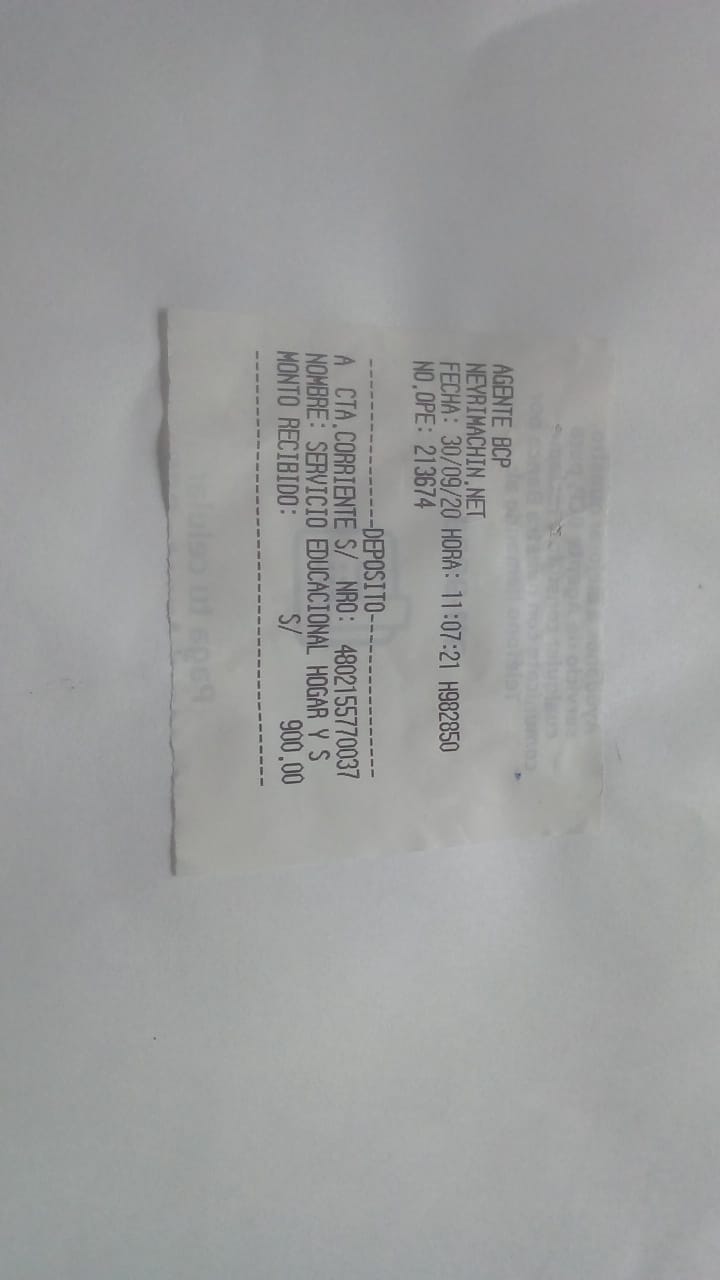 AGENTE BCP
NEYRIMACHIN.NET
FECHA: 30/09/20 HORA: 11:07:21 H982850
NO.OPE: 213674
-------------------DEPOSITO-------------------
A CTA.CORRIENTE S/ NRO: 4802155770037
NOMBRE: SERVICIO EDUCACIONAL HOGAR Y S
MONTO RECIBIDO: S/ 900.00
----------------------------------------------